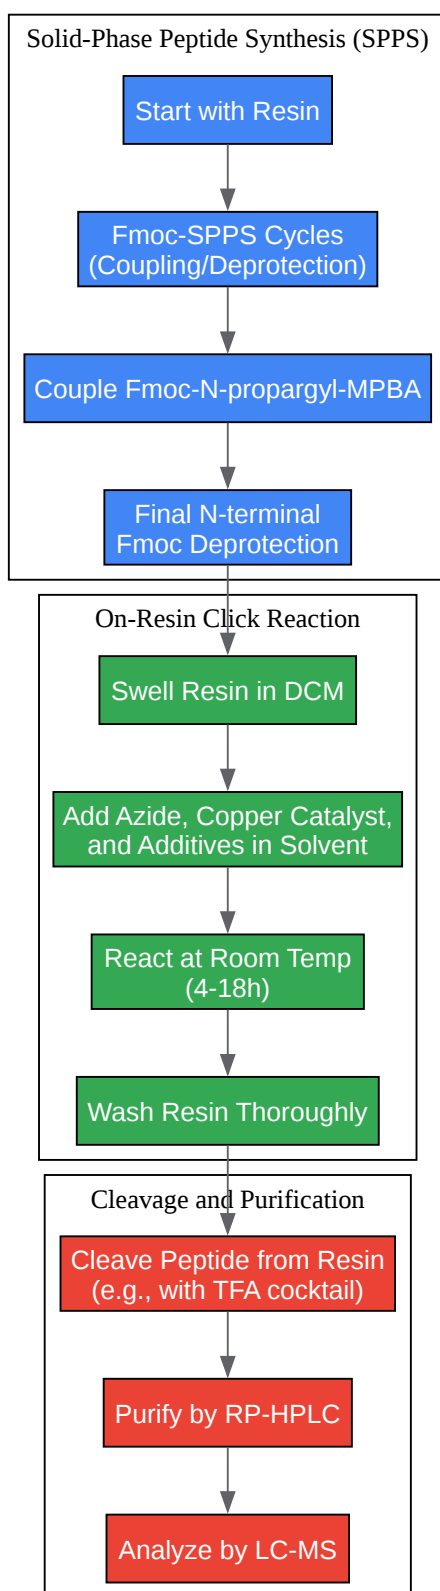 Solid-Phase Peptide Synthesis (SPPS)
Start with Resin
Fmoc-SPPS Cycles
(Coupling/Deprotection)
Couple Fmoc-N-propargyl-MPBA
Final N-terminal
Fmoc Deprotection
On-Resin Click Reaction
Swell Resin in DCM
Add Azide, Copper Catalyst,
and Additives in Solvent
React at Room Temp
(4-18h)
Wash Resin Thoroughly
Cleavage and Purification
Cleave Peptide from Resin
(e.g., with TFA cocktail)
Purify by RP-HPLC
Analyze by LC-MS